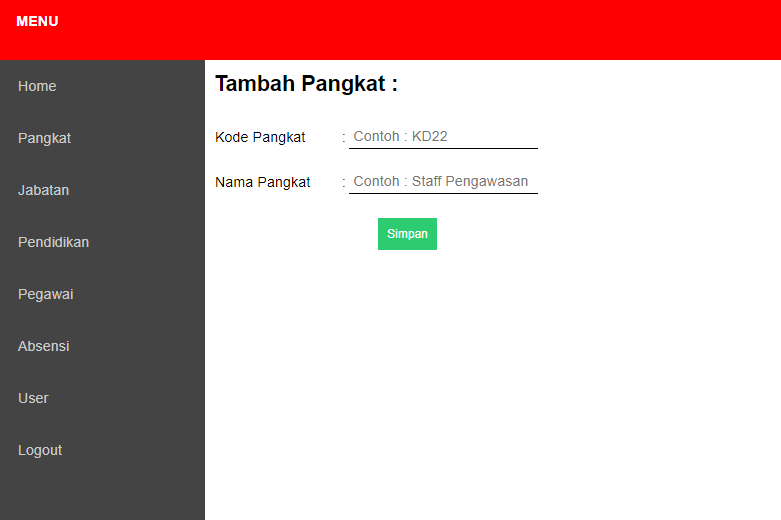 MENU
Home
Pangkat
Jabatan
Pendidikan
Pegawai
Absensi
User
Logout
Tambah Pangkat :
Kode Pangkat : Contoh : KD22
Nama Pangkat : Contoh : Staff Pengawasan
Simpan